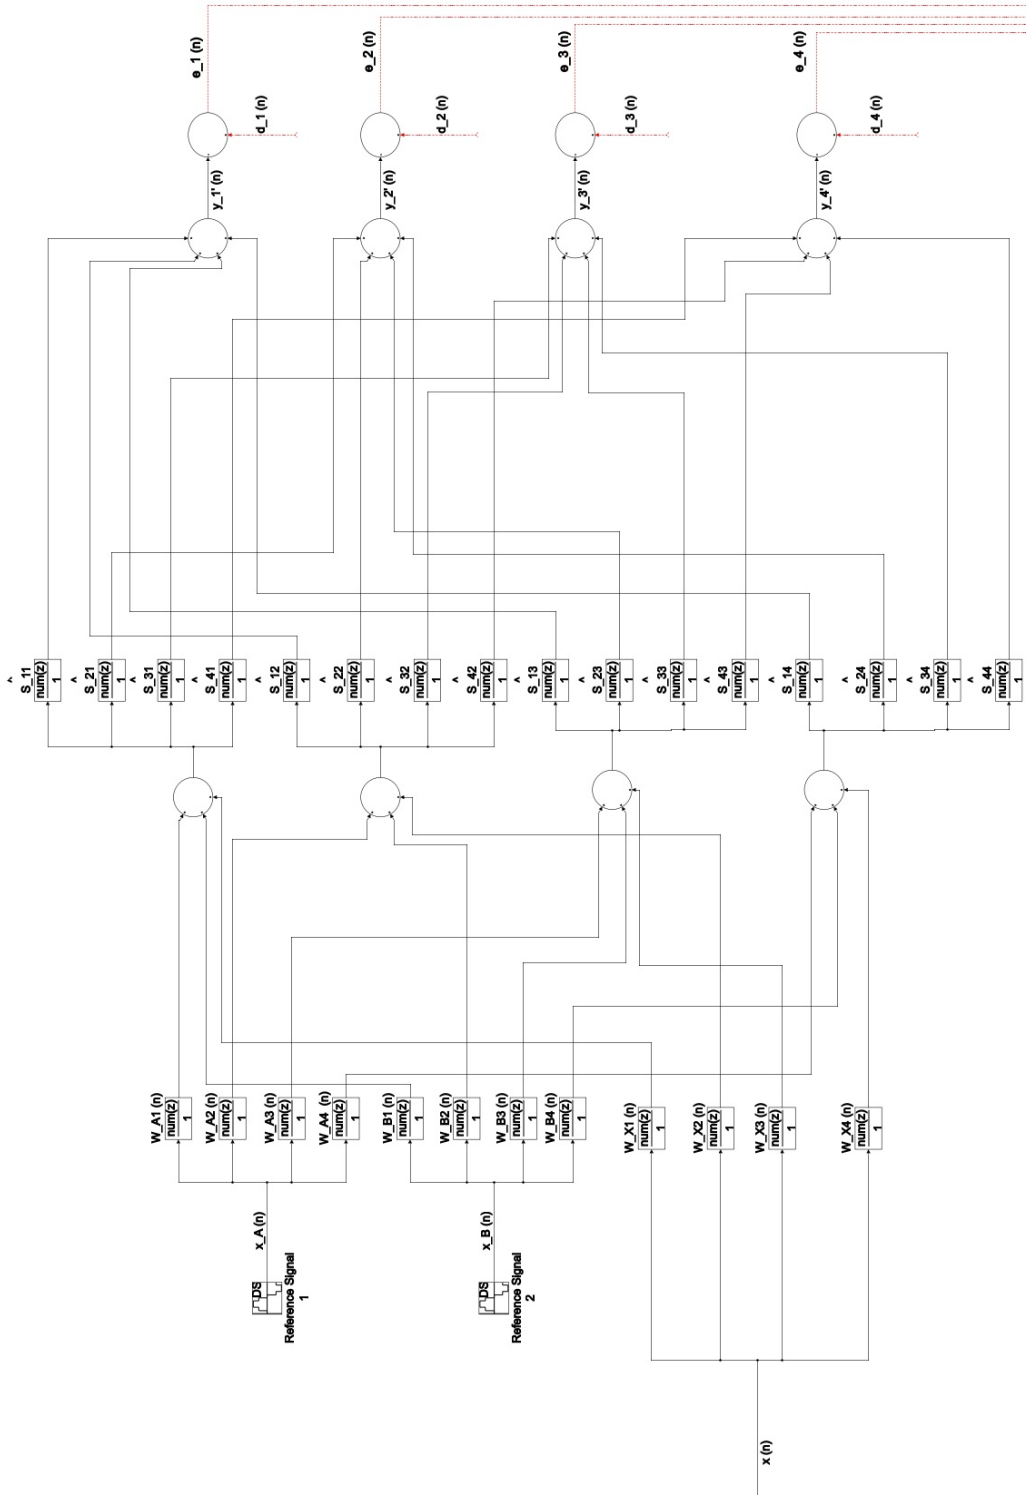 e_1 (n)
e_2 (n)
e_3 (n)
e_4 (n)
d_1 (n)
d_2 (n)
d_3 (n)
d_4 (n)
y_1' (n)
y_2' (n)
y_3' (n)
y_4' (n)
^
S_11
num(z)
1
^
S_21
num(z)
1
^
S_31
num(z)
1
^
S_41
num(z)
1
^
S_12
num(z)
1
^
S_22
num(z)
1
^
S_32
num(z)
1
^
S_42
num(z)
1
^
S_13
num(z)
1
^
S_23
num(z)
1
^
S_33
num(z)
1
^
S_43
num(z)
1
^
S_14
num(z)
1
^
S_24
num(z)
1
^
S_34
num(z)
1
^
S_44
num(z)
1
W_A1 (n)
num(z)
1
W_A2 (n)
num(z)
1
W_A3 (n)
num(z)
1
W_A4 (n)
num(z)
1
W_B1 (n)
num(z)
1
W_B2 (n)
num(z)
1
W_B3 (n)
num(z)
1
W_B4 (n)
num(z)
1
W_X1 (n)
num(z)
1
W_X2 (n)
num(z)
1
W_X3 (n)
num(z)
1
W_X4 (n)
num(z)
1
x_A (n)
x_B (n)
DS
Reference Signal
1
DS
Reference Signal
2
x (n)